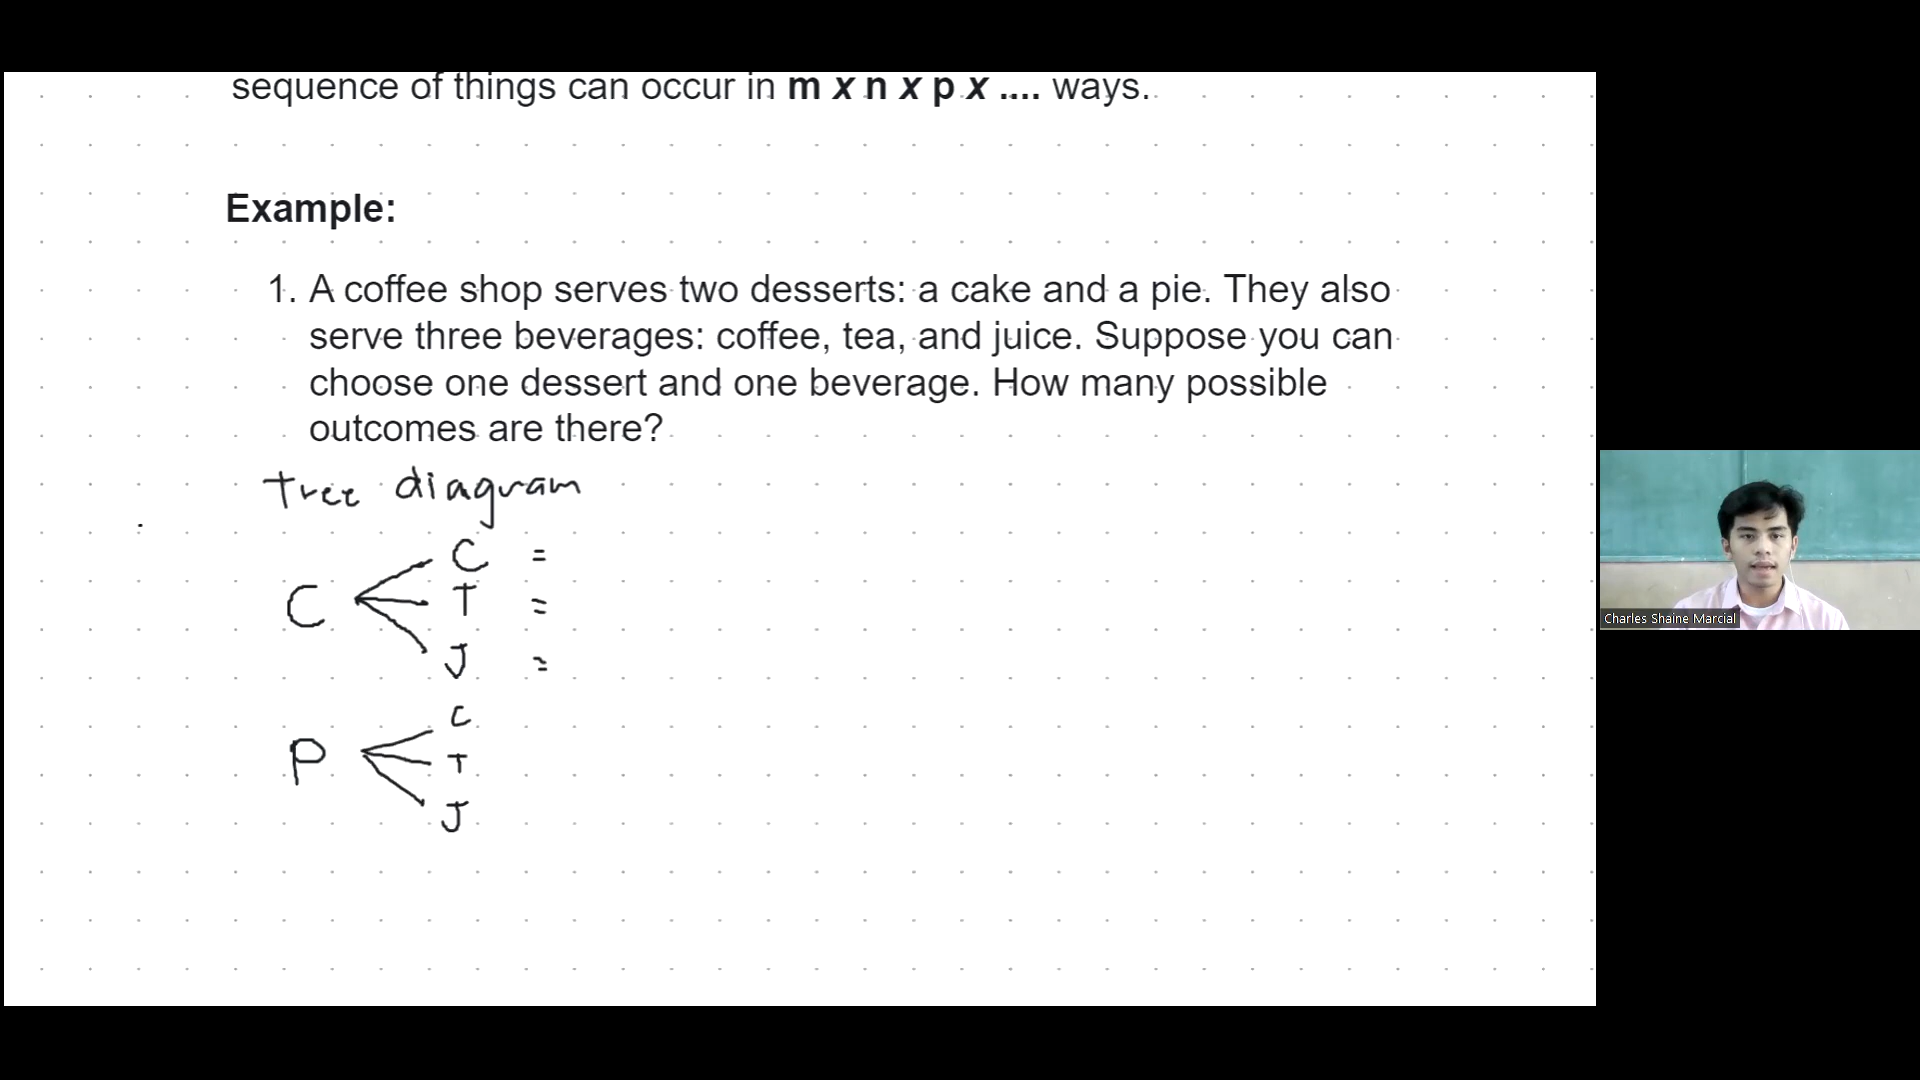 sequence of things can occur in m x n x p x .... ways.
Example:
1. A coffee shop serves two desserts: a cake and a pie. They also
serve three beverages: coffee, tea, and juice. Suppose you can
choose one dessert and one beverage. How many possible
outcomes are there?
Tree diagram
C =
C T =
J =
C
P T
J
Charles Shaine Marcial